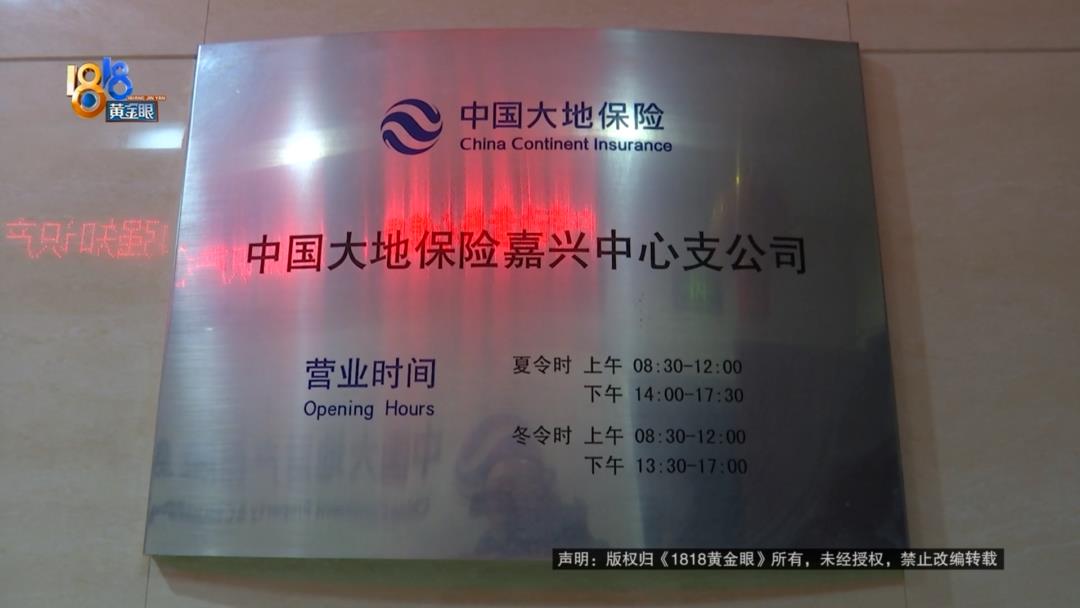 1818
HUANG JIN YAN
黄金眼
中国大地保险
China Continent Insurance
中国大地保险嘉兴中心支公司
营业时间
Opening Hours
夏令时 上午 08:30-12:00
下午 14:00-17:30
冬令时 上午 08:30-12:00
下午 13:30-17:00
声明：版权归《1818黄金眼》所有，未经授权，禁止改编转载